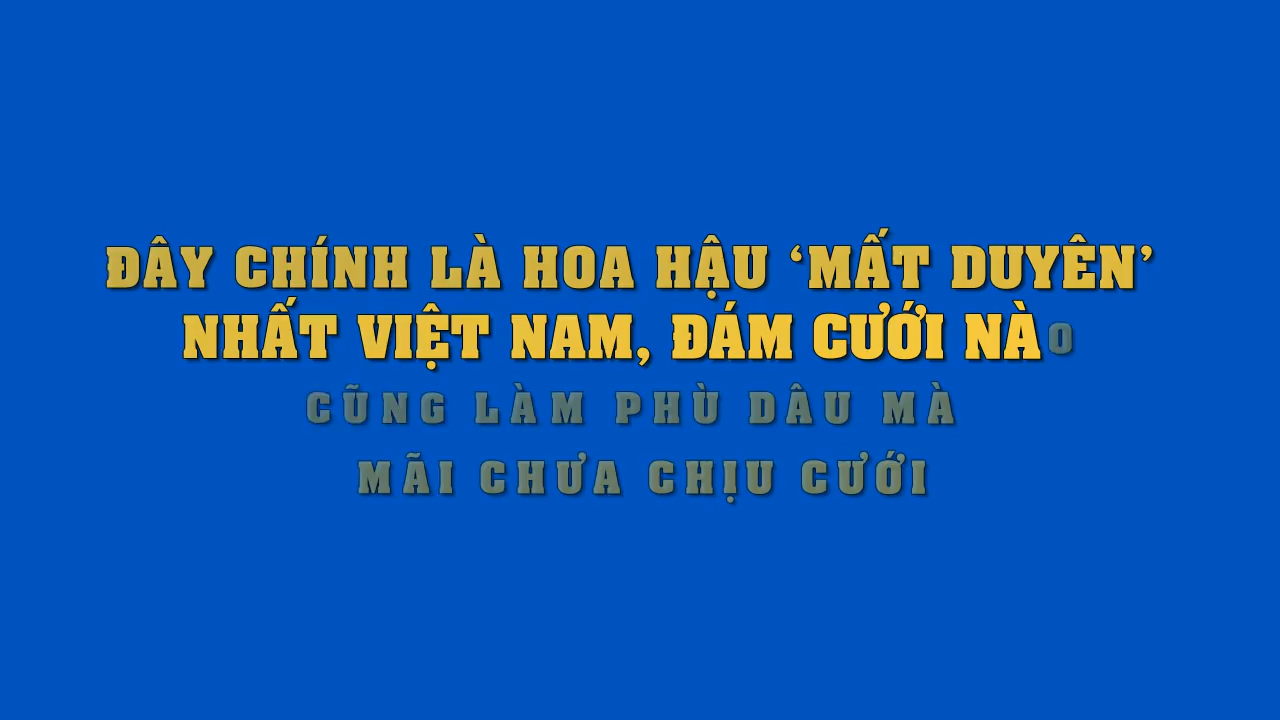 ĐÂY CHÍNH LÀ HOA HẬU ‘MẤT DUYÊN’
NHẤT VIỆT NAM, ĐÁM CƯỚI NÀO
CŨNG LÀM PHÙ DÂU MÀ
MÃI CHƯA CHỊU CƯỚI